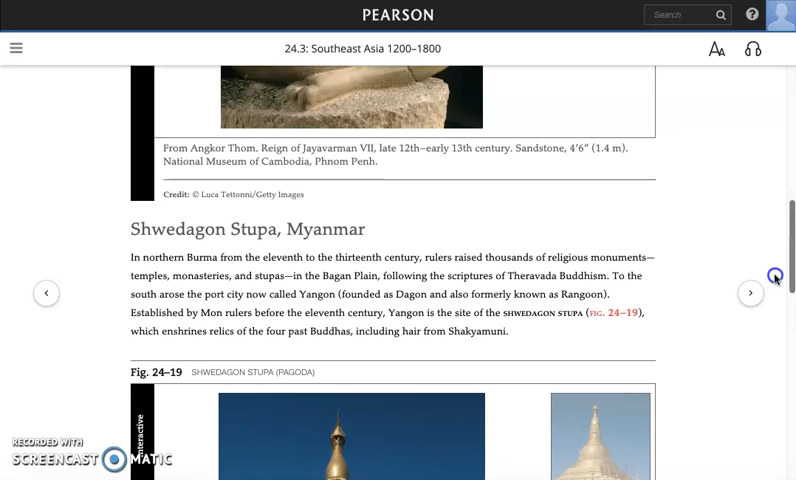 PEARSON
Search
24.3: Southeast Asia 1200–1800
AA
From Angkor Thom. Reign of Jayavarman VII, late 12th–early 13th century. Sandstone, 4′6″ (1.4 m).
National Museum of Cambodia, Phnom Penh.
Credit: © Luca Tettonni/Getty Images
Shwedagon Stupa, Myanmar
In northern Burma from the eleventh to the thirteenth century, rulers raised thousands of religious monuments—
temples, monasteries, and stupas—in the Bagan Plain, following the scriptures of Theravada Buddhism. To the
south arose the port city now called Yangon (founded as Dagon and also formerly known as Rangoon).
Established by Mon rulers before the eleventh century, Yangon is the site of the SHWEDAGON STUPA (FIG. 24–19),
which enshrines relics of the four past Buddhas, including hair from Shakyamuni.
Fig. 24–19 SHWEDAGON STUPA (PAGODA)
Interactive
RECORDED WITH
SCREENCAST MATIC